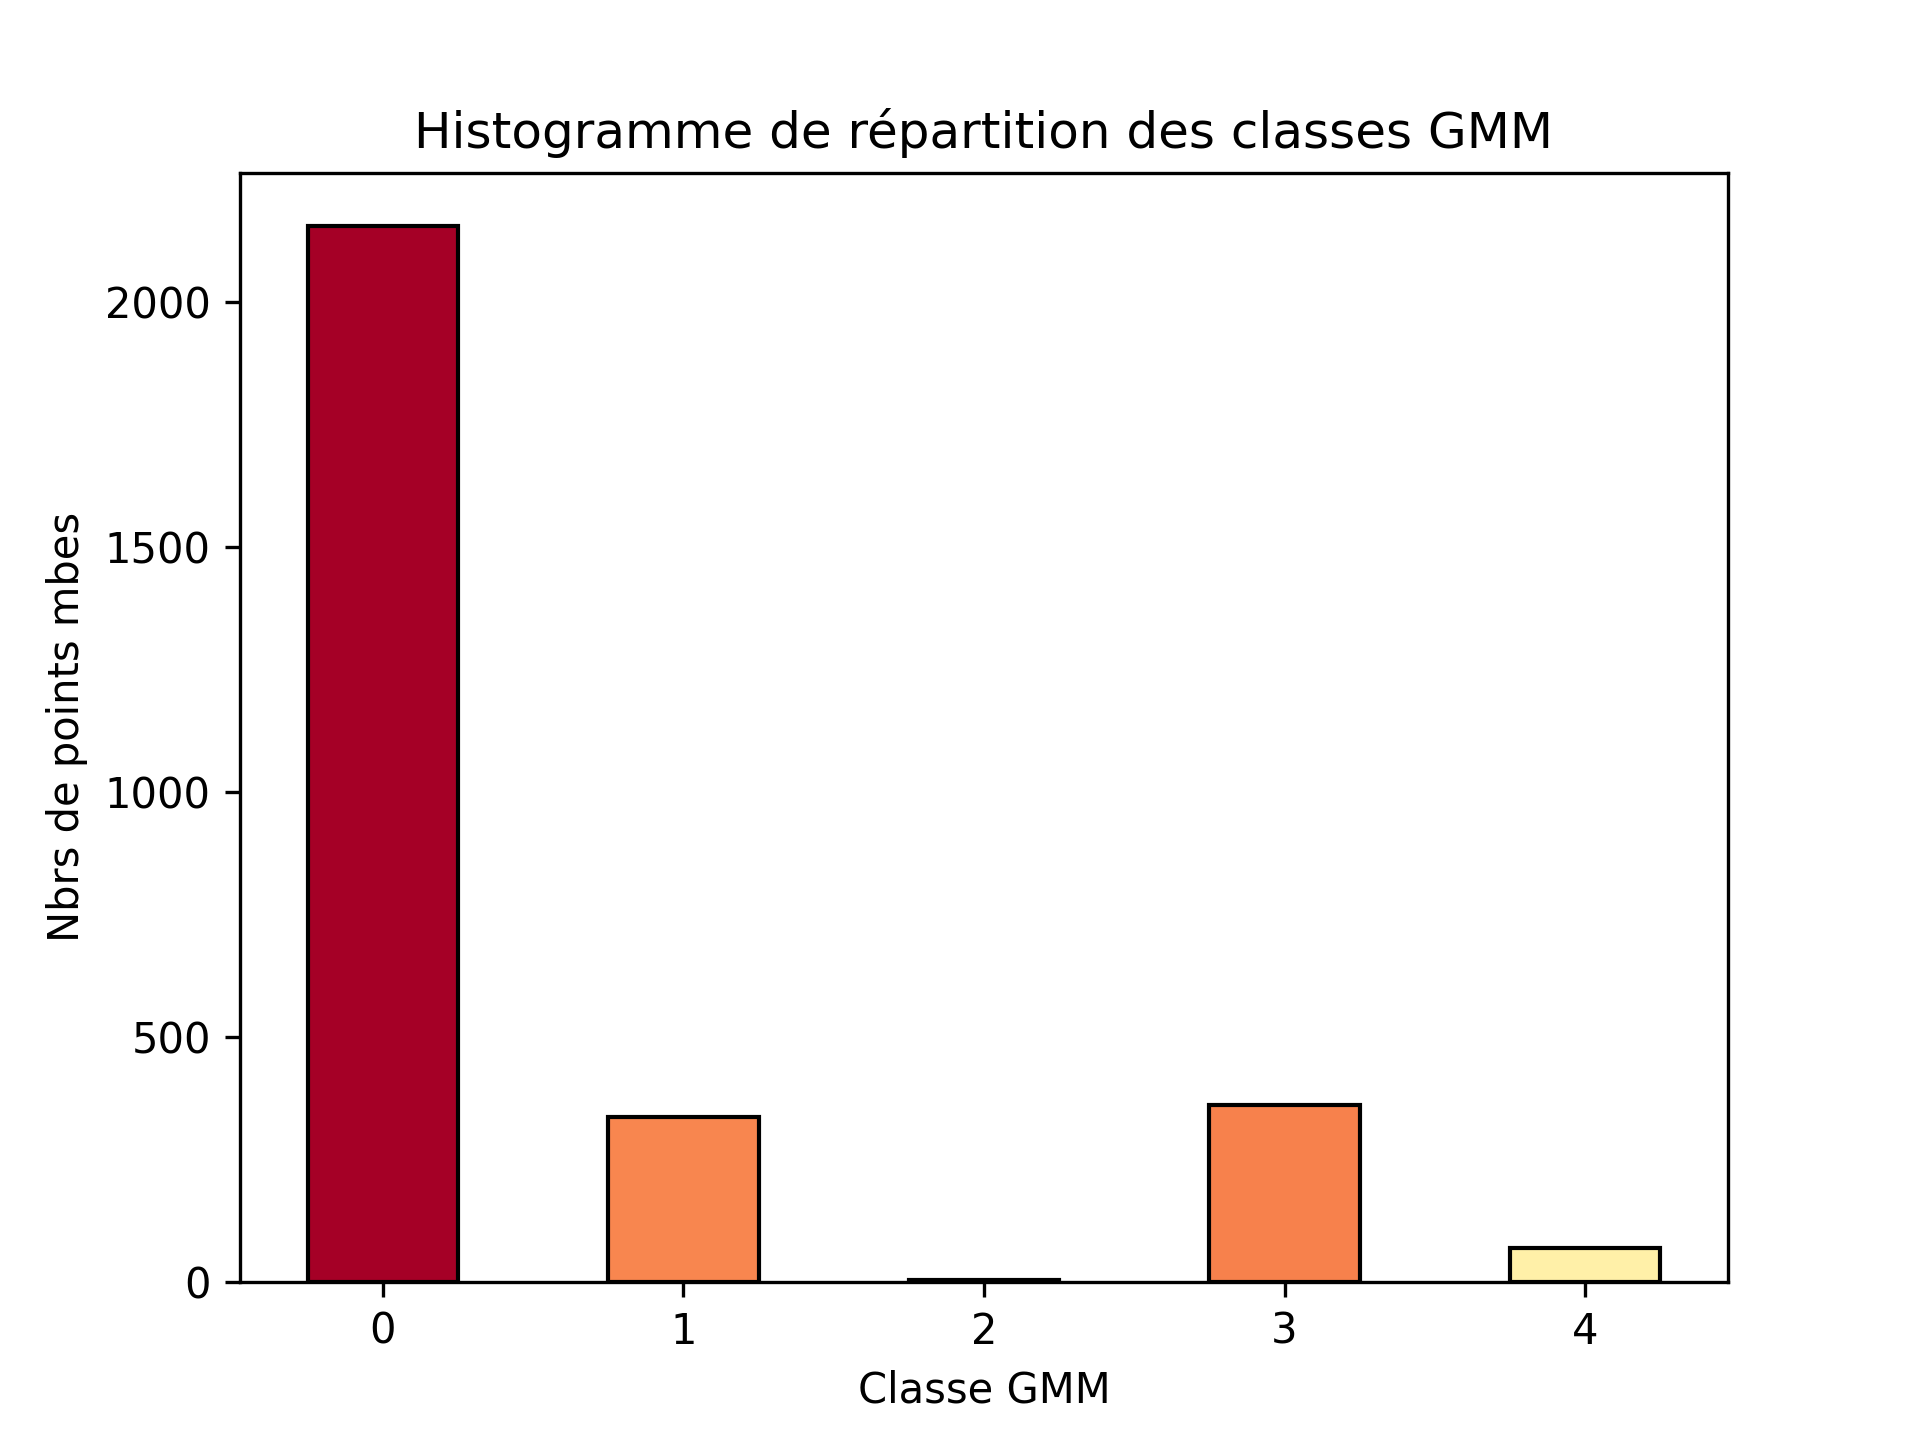 Histogramme de répartition des classes GMM
Nbrs de points mbes
2000
1500
1000
500
0
0 1 2 3 4
Classe GMM